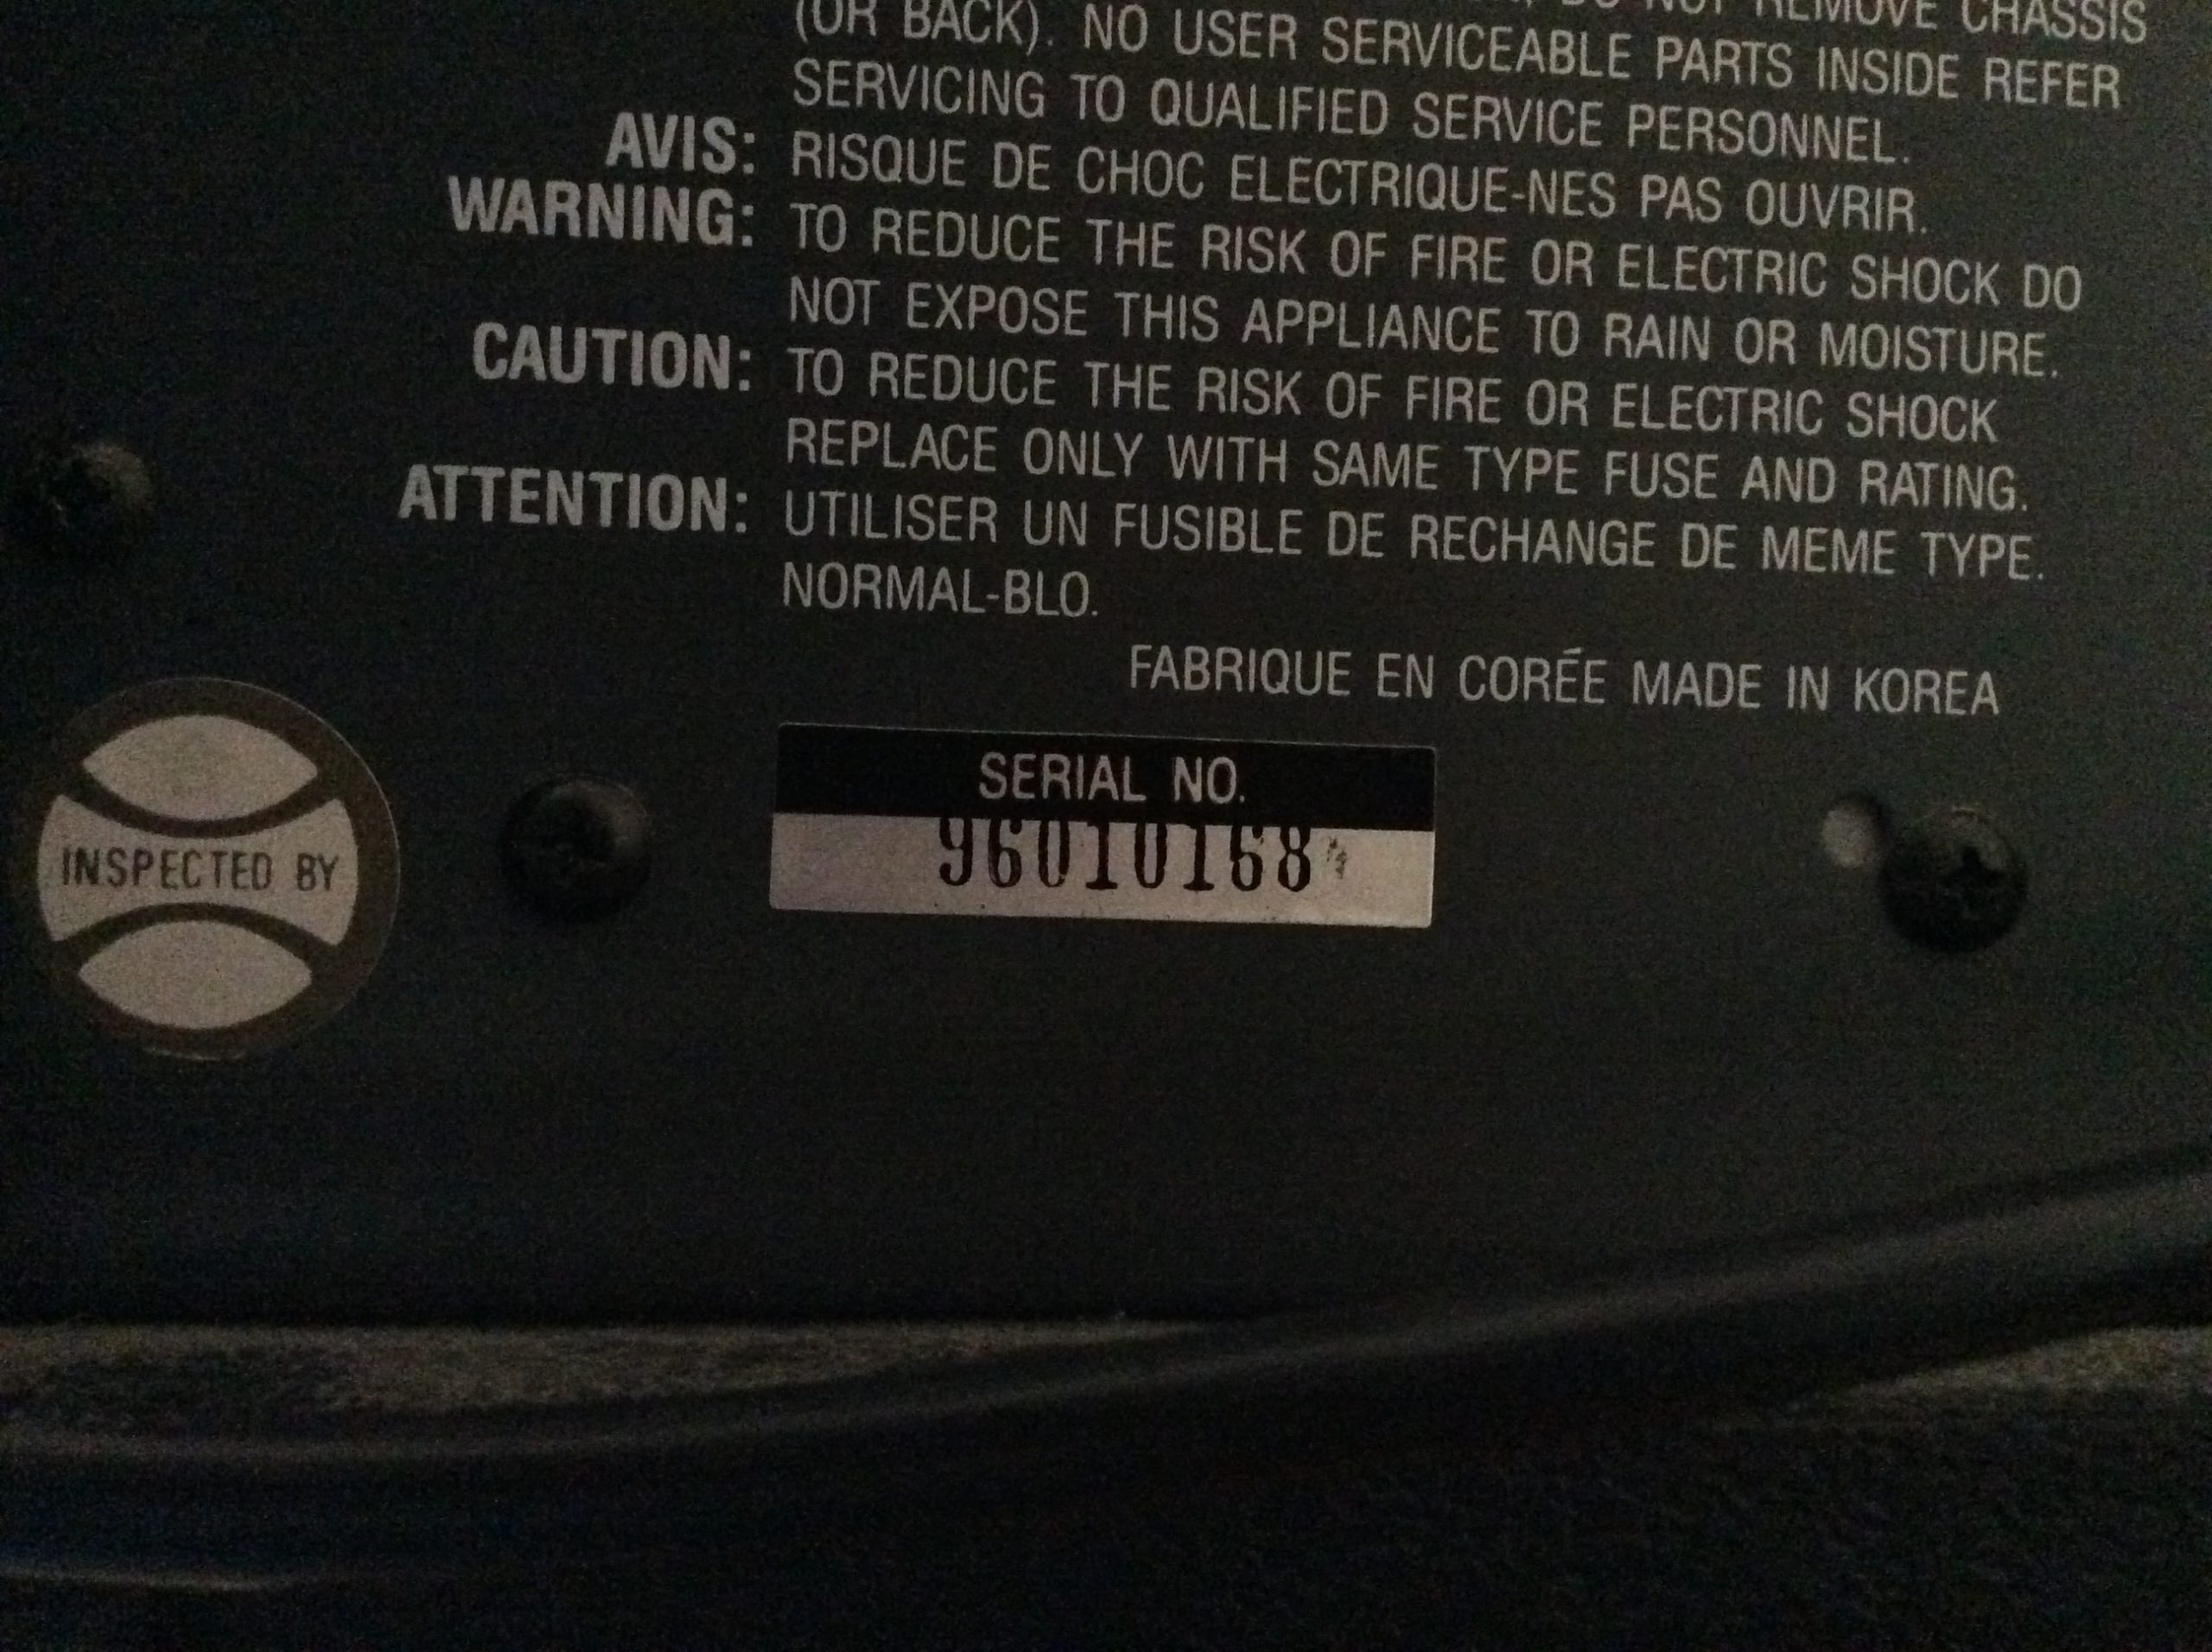 DO NOT REMOVE CHASSIS
(OR BACK). NO USER SERVICEABLE PARTS INSIDE REFER
SERVICING TO QUALIFIED SERVICE PERSONNEL.
AVIS: RISQUE DE CHOC ELECTRIQUE-NES PAS OUVRIR.
WARNING: TO REDUCE THE RISK OF FIRE OR ELECTRIC SHOCK DO
NOT EXPOSE THIS APPLIANCE TO RAIN OR MOISTURE.
CAUTION: TO REDUCE THE RISK OF FIRE OR ELECTRIC SHOCK
REPLACE ONLY WITH SAME TYPE FUSE AND RATING.
ATTENTION: UTILISER UN FUSIBLE DE RECHANGE DE MEME TYPE.
NORMAL-BLO.
FABRIQUE EN CORÉE MADE IN KOREA
SERIAL NO.
96010168
INSPECTED BY